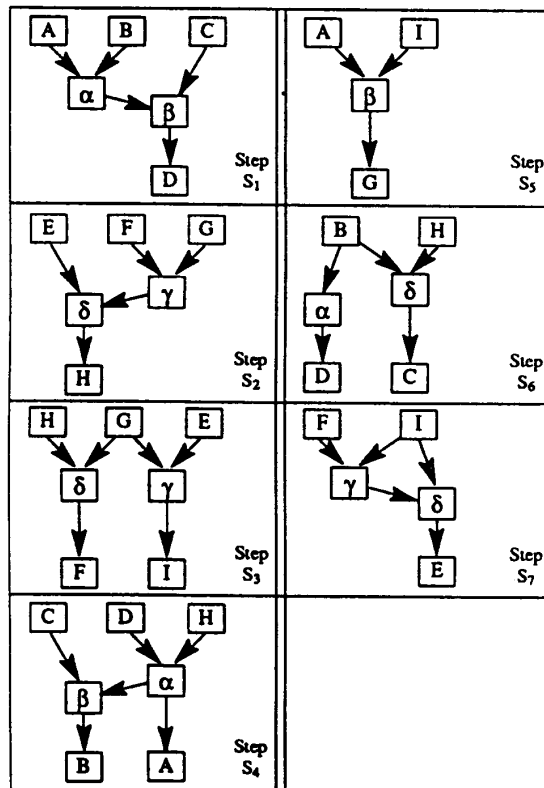 A B C
α
β
D
Step
S1
E F G
γ
δ
H
Step
S2
H G E
δ γ
F I
Step
S3
C D H
α
β
B A
Step
S4
A I
β
G
Step
S5
B H
δ
α
D C
Step
S6
F I
γ
δ
E
Step
S7